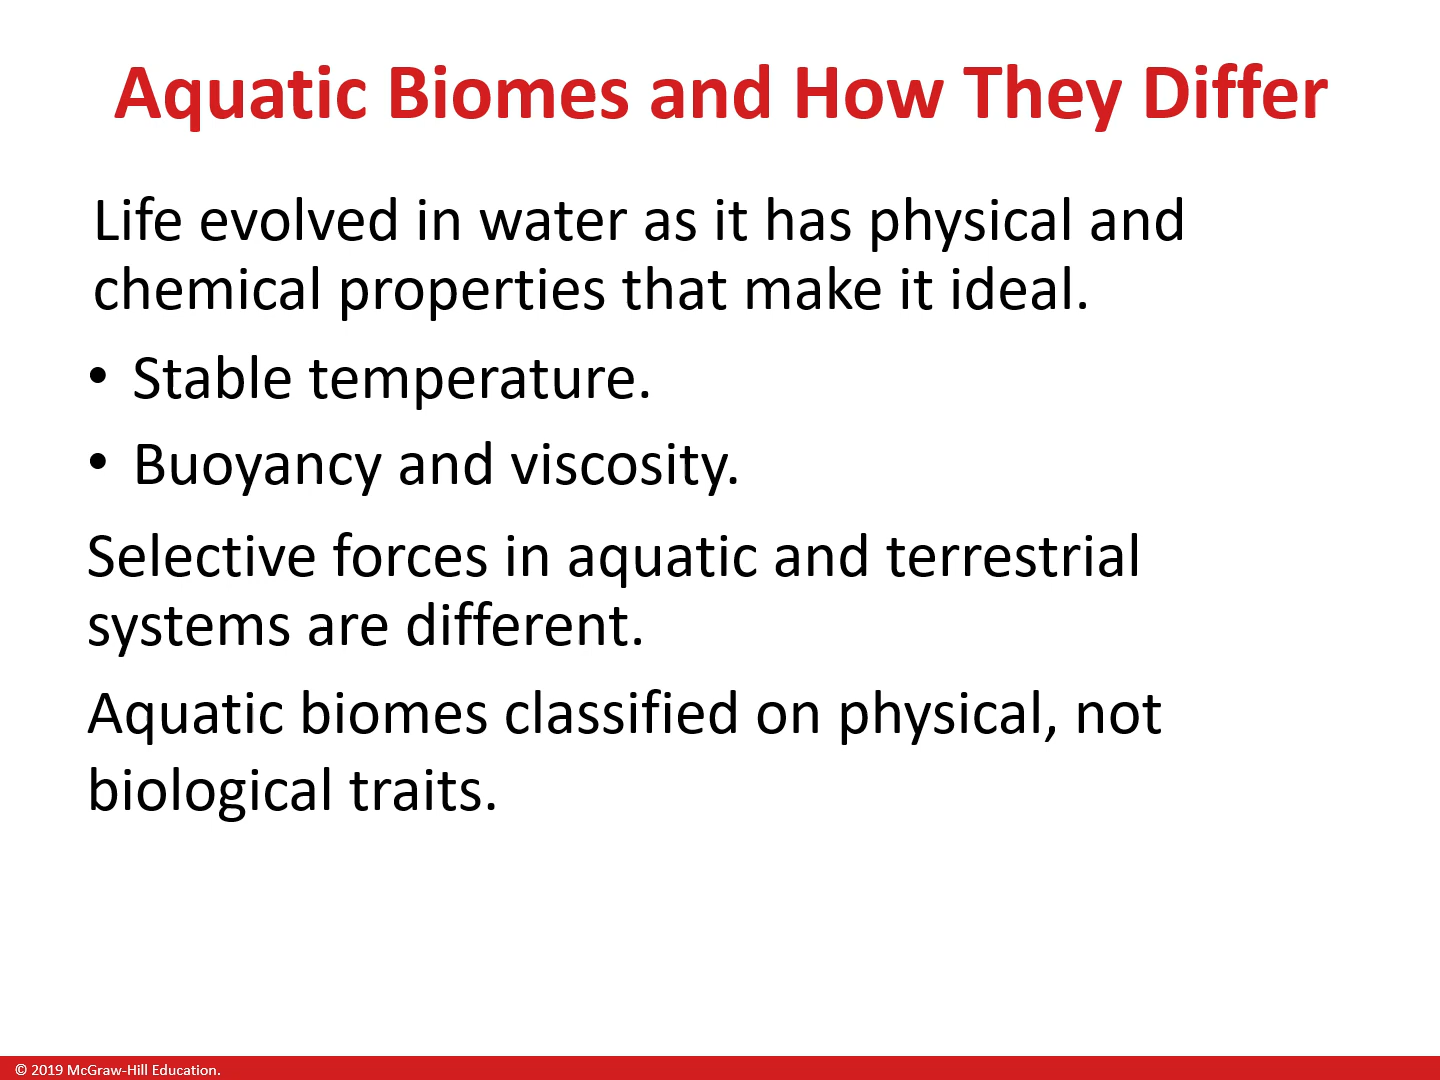 Aquatic Biomes and How They Differ
Life evolved in water as it has physical and
chemical properties that make it ideal.
• Stable temperature.
• Buoyancy and viscosity.
Selective forces in aquatic and terrestrial
systems are different.
Aquatic biomes classified on physical, not
biological traits.
© 2019 McGraw-Hill Education.